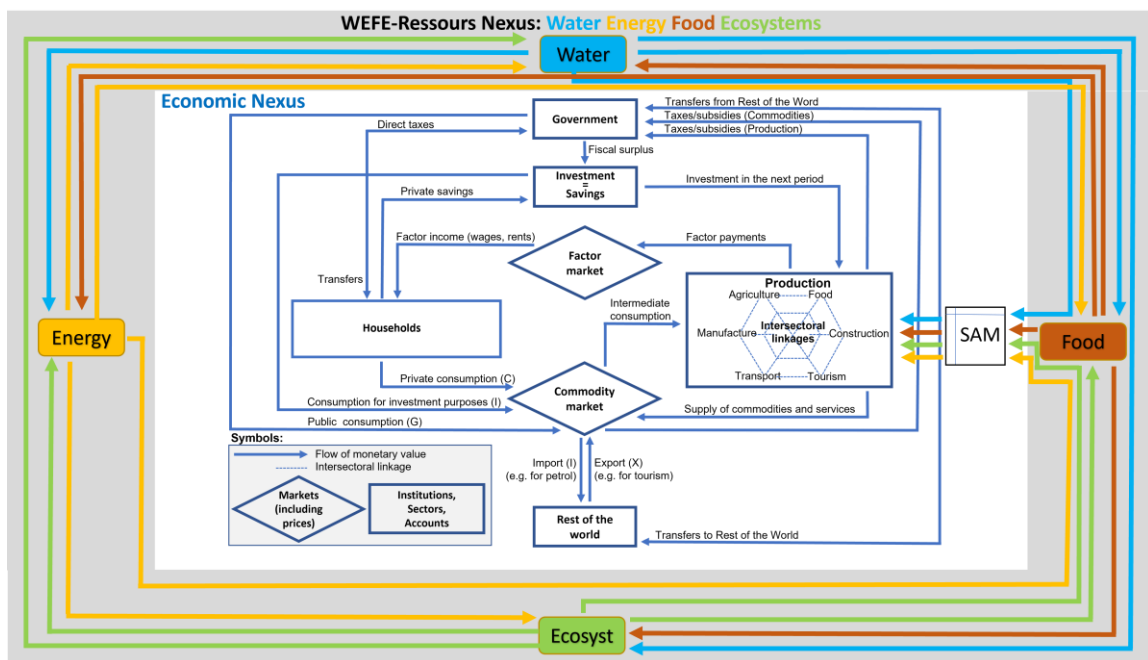 WEFE-Ressours Nexus: Water Energy Food Ecosystems
Water
Economic Nexus
Government
Transfers from Rest of the Word
Taxes/subsidies (Commodities)
Taxes/subsidies (Production)
Direct taxes
Fiscal surplus
Investment
=
Savings
Investment in the next period
Private savings
Factor income (wages, rents)
Factor payments
Factor
market
Transfers
Production
Agriculture
Food
Manufacture
Intersectoral
linkages
Construction
Transport
Tourism
Intermediate
consumption
Households
SAM
Energy
Food
Private consumption (C)
Commodity
market
Consumption for investment purposes (I)
Supply of commodities and services
Public consumption (G)
Symbols:
Flow of monetary value
Intersectoral linkage
Markets
(including
prices)
Institutions,
Sectors,
Accounts
Import (I)
(e.g. for petrol)
Export (X)
(e.g. for tourism)
Rest of the
world
Transfers to Rest of the World
Ecosyst